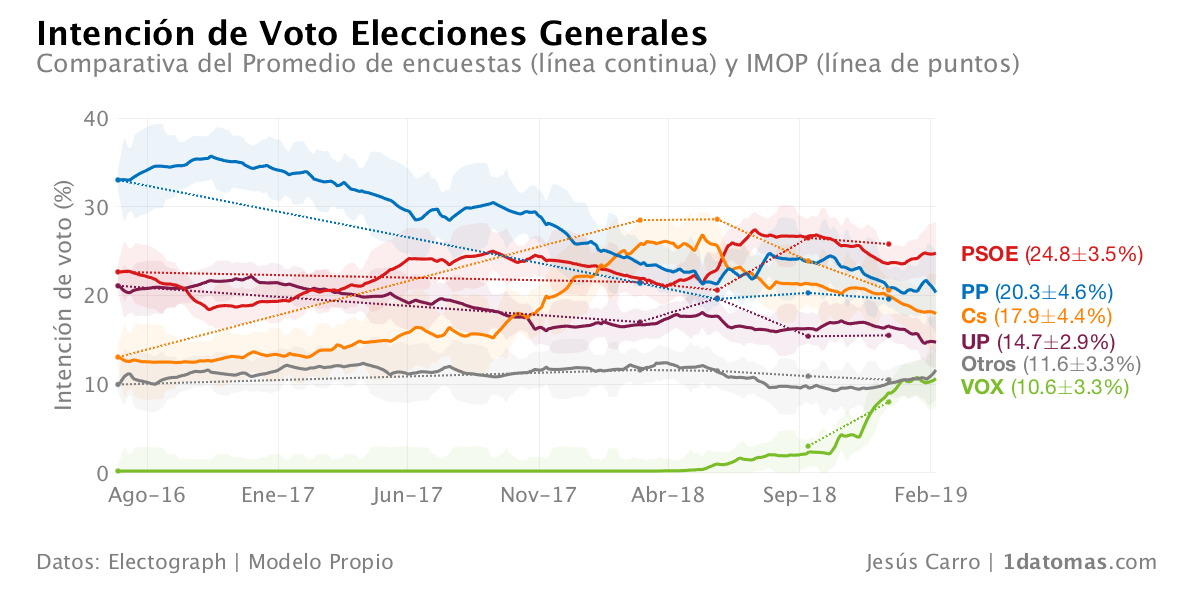 Intención de Voto Elecciones Generales
Comparativa del Promedio de encuestas (línea continua) y IMOP (línea de puntos)
Intención de voto (%)
40
30
20
10
0
Ago-16 Ene-17 Jun-17 Nov-17 Abr-18 Sep-18 Feb-19
PSOE (24.8±3.5%)
PP (20.3±4.6%)
Cs (17.9±4.4%)
UP (14.7±2.9%)
Otros (11.6±3.3%)
VOX (10.6±3.3%)
Datos: Electograph | Modelo Propio
Jesús Carro | 1datomas.com